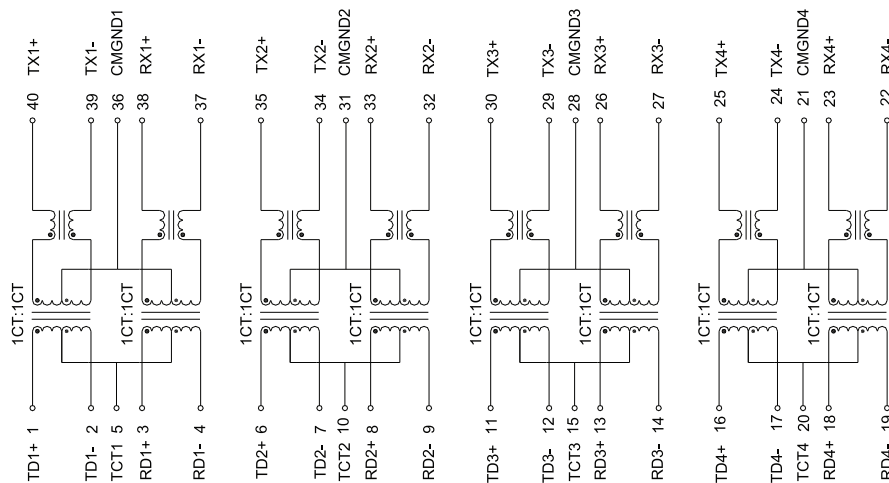 TX1+
TX1-
CMGND1
RX1+
RX1-
TX2+
TX2-
CMGND2
RX2+
RX2-
TX3+
TX3-
CMGND3
RX3+
RX3-
TX4+
TX4-
CMGND4
RX4+
RX4-
40
39
36
38
37
35
34
31
33
32
30
29
28
26
27
25
24
21
23
22
1CT:1CT
1CT:1CT
1CT:1CT
1CT:1CT
1CT:1CT
1CT:1CT
1CT:1CT
1CT:1CT
TD1+ 1
TD1- 2
TCT1 5
RD1+ 3
RD1- 4
TD2+ 6
TD2- 7
TCT2 10
RD2+ 8
RD2- 9
TD3+ 11
TD3- 12
TCT3 15
RD3+ 13
RD3- 14
TD4+ 16
TD4- 17
TCT4 20
RD4+ 18
RD4- 19